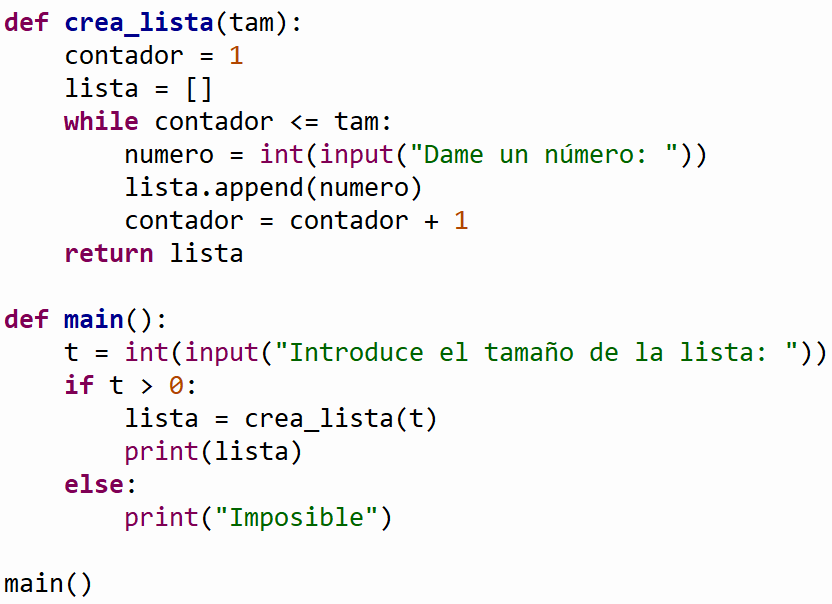 def crea_lista(tam):
    contador = 1
    lista = []
    while contador <= tam:
        numero = int(input("Dame un número: "))
        lista.append(numero)
        contador = contador + 1
    return lista

def main():
    t = int(input("Introduce el tamaño de la lista: "))
    if t > 0:
        lista = crea_lista(t)
        print(lista)
    else:
        print("Imposible")

main()